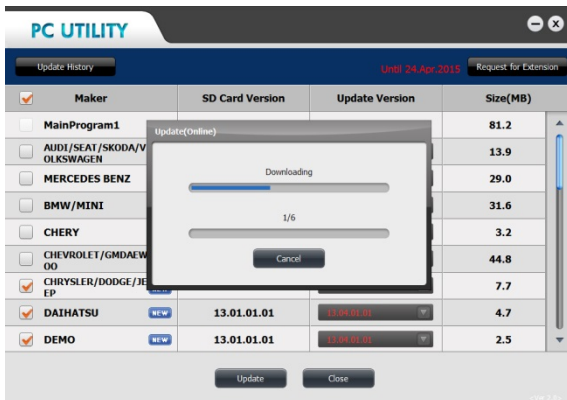 PC UTILITY
Update History
Until 24.Apr.2015
Request for Extension
Maker SD Card Version Update Version Size(MB)
MainProgram1 81.2
Update(Online)
AUDI/SEAT/SKODA/V
OLKSWAGEN 13.9
Downloading
MERCEDES BENZ 29.0
BMW/MINI 31.6
1/6
CHERY 3.2
Cancel
CHEVROLET/GMDAEW
OO 44.8
CHRYSLER/DODGE/JE
EP 7.7
DAIHATSU NEW 13.01.01.01 13.04.01.01 4.7
DEMO NEW 13.01.01.01 13.04.01.01 2.5
Update Close